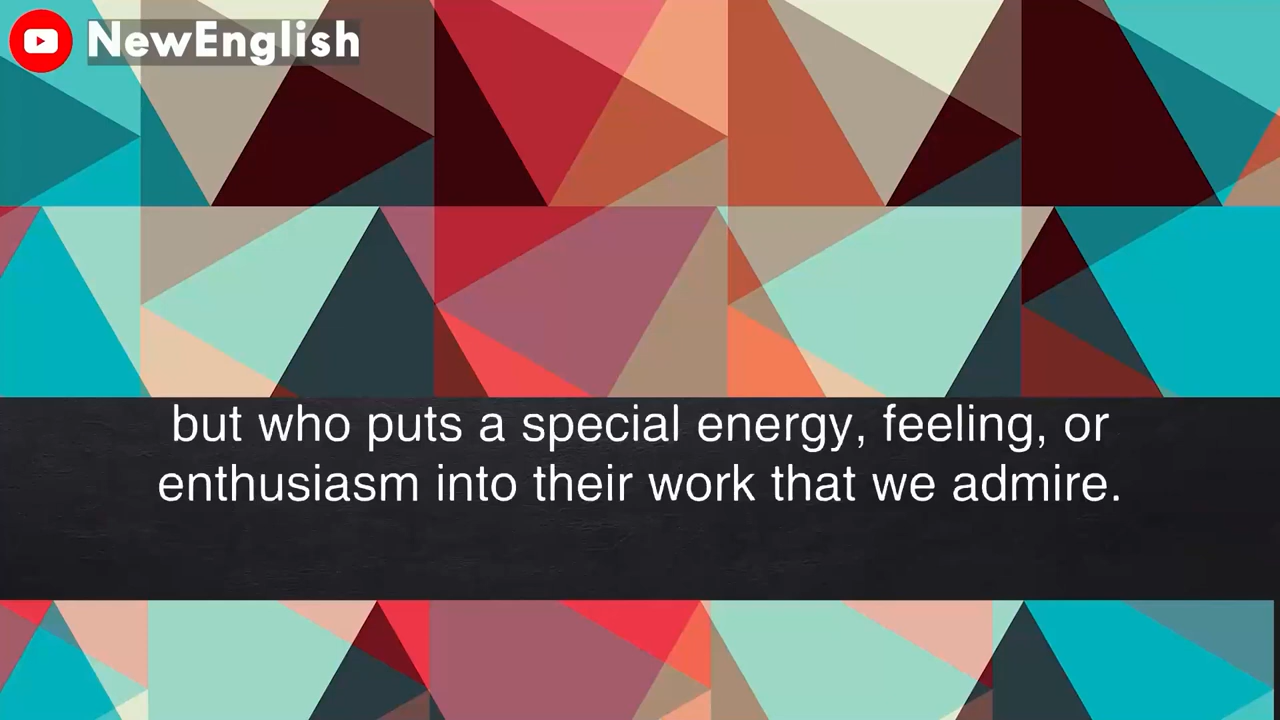 NewEnglish
but who puts a special energy, feeling, or
enthusiasm into their work that we admire.